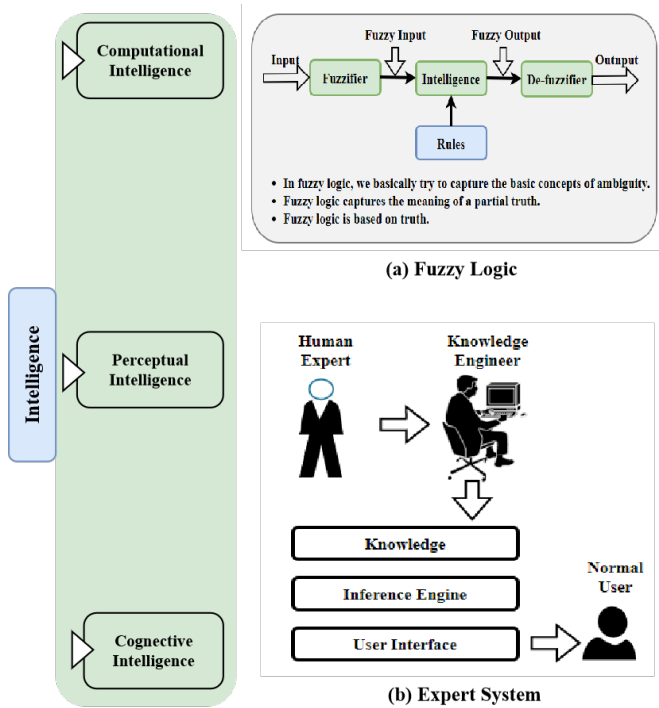 Intelligence
Computational
Intelligence
Perceptual
Intelligence
Cognective
Intelligence
Fuzzy Input
Fuzzy Output
Input
Fuzzifier
Intelligence
De-fuzzifier
Outnput
Rules
• In fuzzy logic, we basically try to capture the basic concepts of ambiguity.
• Fuzzy logic captures the meaning of a partial truth.
• Fuzzy logic is based on truth.
(a) Fuzzy Logic
Human
Expert
Knowledge
Engineer
Knowledge
Inference Engine
User Interface
Normal
User
(b) Expert System